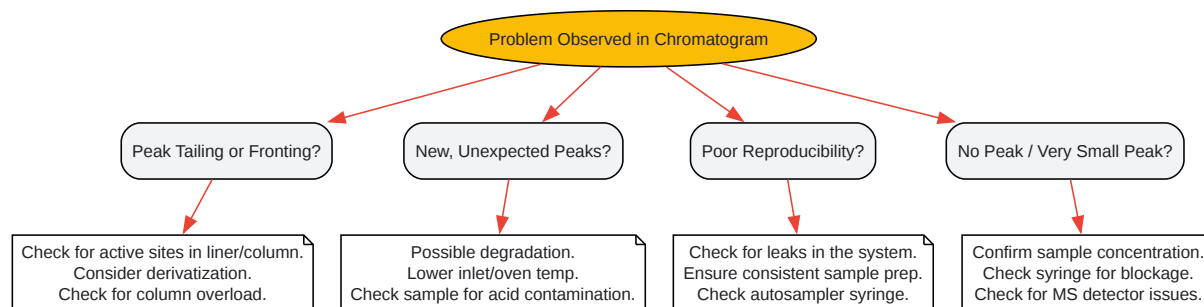 Problem Observed in Chromatogram
Peak Tailing or Fronting?
New, Unexpected Peaks?
Poor Reproducibility?
No Peak / Very Small Peak?
Check for active sites in liner/column.
Consider derivatization.
Check for column overload.
Possible degradation.
Lower inlet/oven temp.
Check sample for acid contamination.
Check for leaks in the system.
Ensure consistent sample prep.
Check autosampler syringe.
Confirm sample concentration.
Check syringe for blockage.
Check for MS detector issues.